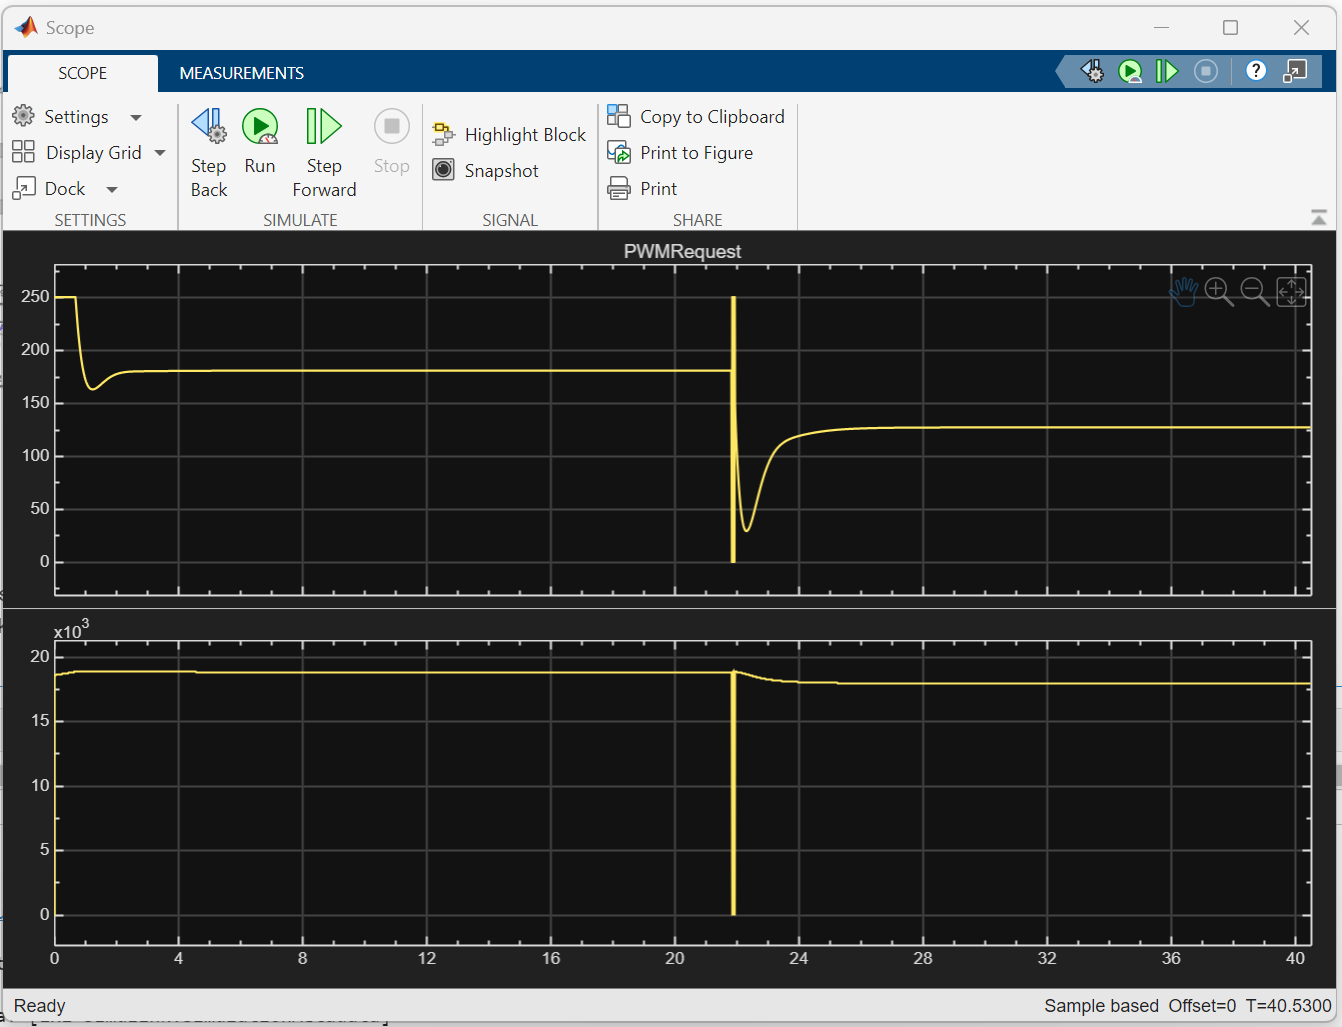 Scope
SCOPE MEASUREMENTS
Settings
Display Grid
Dock
SETTINGS
Step Back
Run
Step Forward
Stop
SIMULATE
Highlight Block
Snapshot
SIGNAL
Copy to Clipboard
Print to Figure
Print
SHARE
PWMRequest
250
200
150
100
50
0
x10³
20
15
10
5
0
0 4 8 12 16 20 24 28 32 36 40
Ready
Sample based Offset=0 T=40.5300